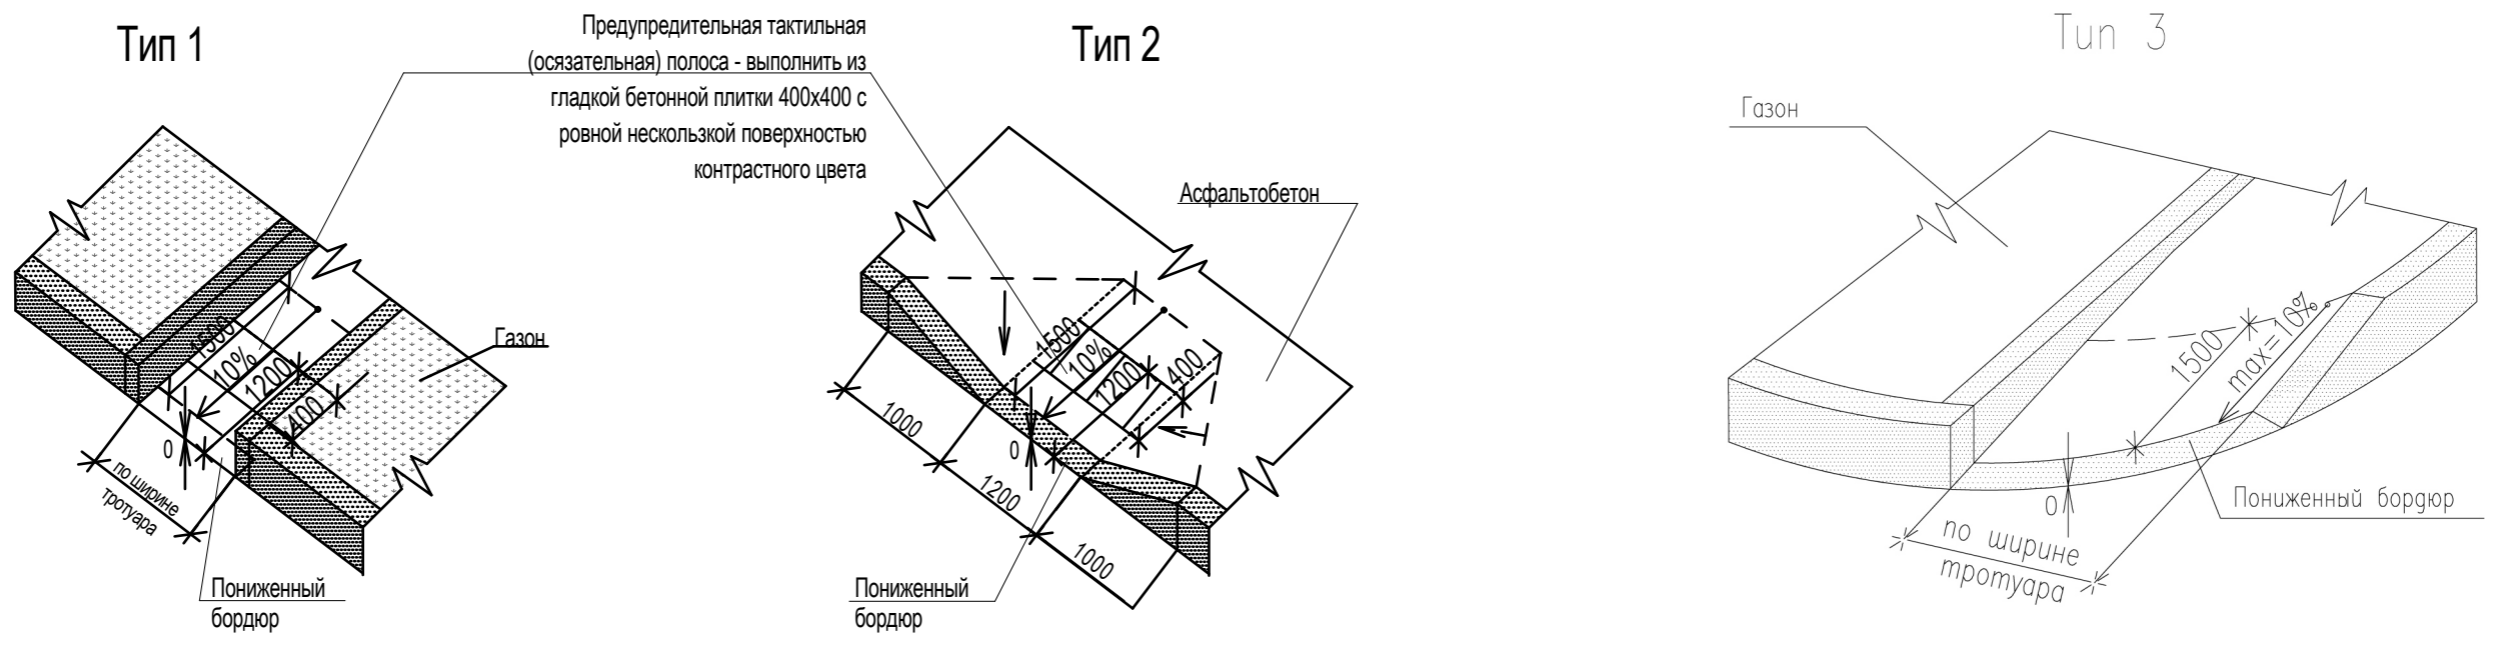 Тип 1
Предупредительная тактильная
(осязательная) полоса - выполнить из
гладкой бетонной плитки 400х400 с
ровной нескользкой поверхностью
контрастного цвета
Газон
1500
10%
1200
400
0
по ширине
тротуара
Пониженный
бордюр
Тип 2
Асфальтобетон
1500
10%
1200
400
1000
0
1200
1000
Пониженный
бордюр
Тип 3
Газон
1500
max=10%
0
Пониженный бордюр
по ширине
тротуара